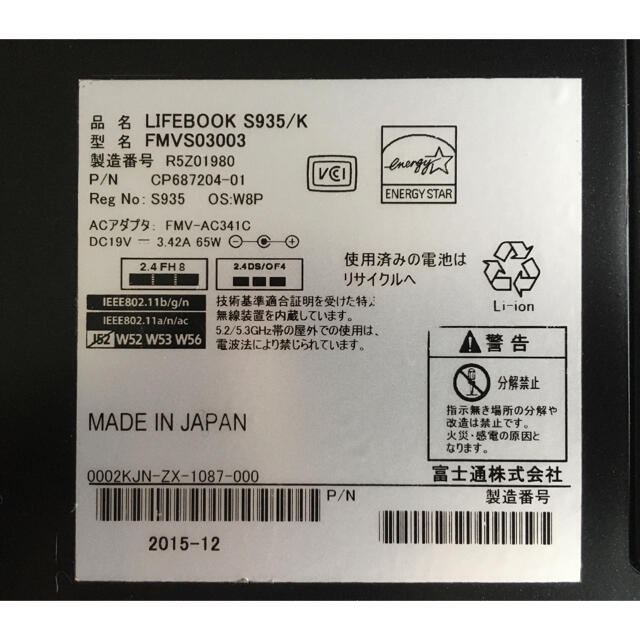 品 名 LIFEBOOK S935/K
型 名 FMVS03003
製造番号 R5Z01980
P/N CP687204-01
Reg No: S935 OS:W8P
VCCI
energy
ENERGY STAR
ACアダプタ: FMV-AC341C
DC19V 3.42A 65W
2.4 FH 8
2.4DS/OF4
使用済みの電池は
リサイクルへ
Li-ion
IEEE802.11b/g/n
IEEE802.11a/n/ac
J52 W52 W53 W56
技術基準適合証明を受けた
無線装置を内蔵しています。
5.2/5.3GHz帯の屋外での使用は、
電波法により禁じられています。
警告
分解禁止
指示無き場所の分解や
改造は禁止です。
火災・感電の原因と
なります。
MADE IN JAPAN
0002KJN-ZX-1087-000
富士通株式会社
P/N
製造番号
2015-12